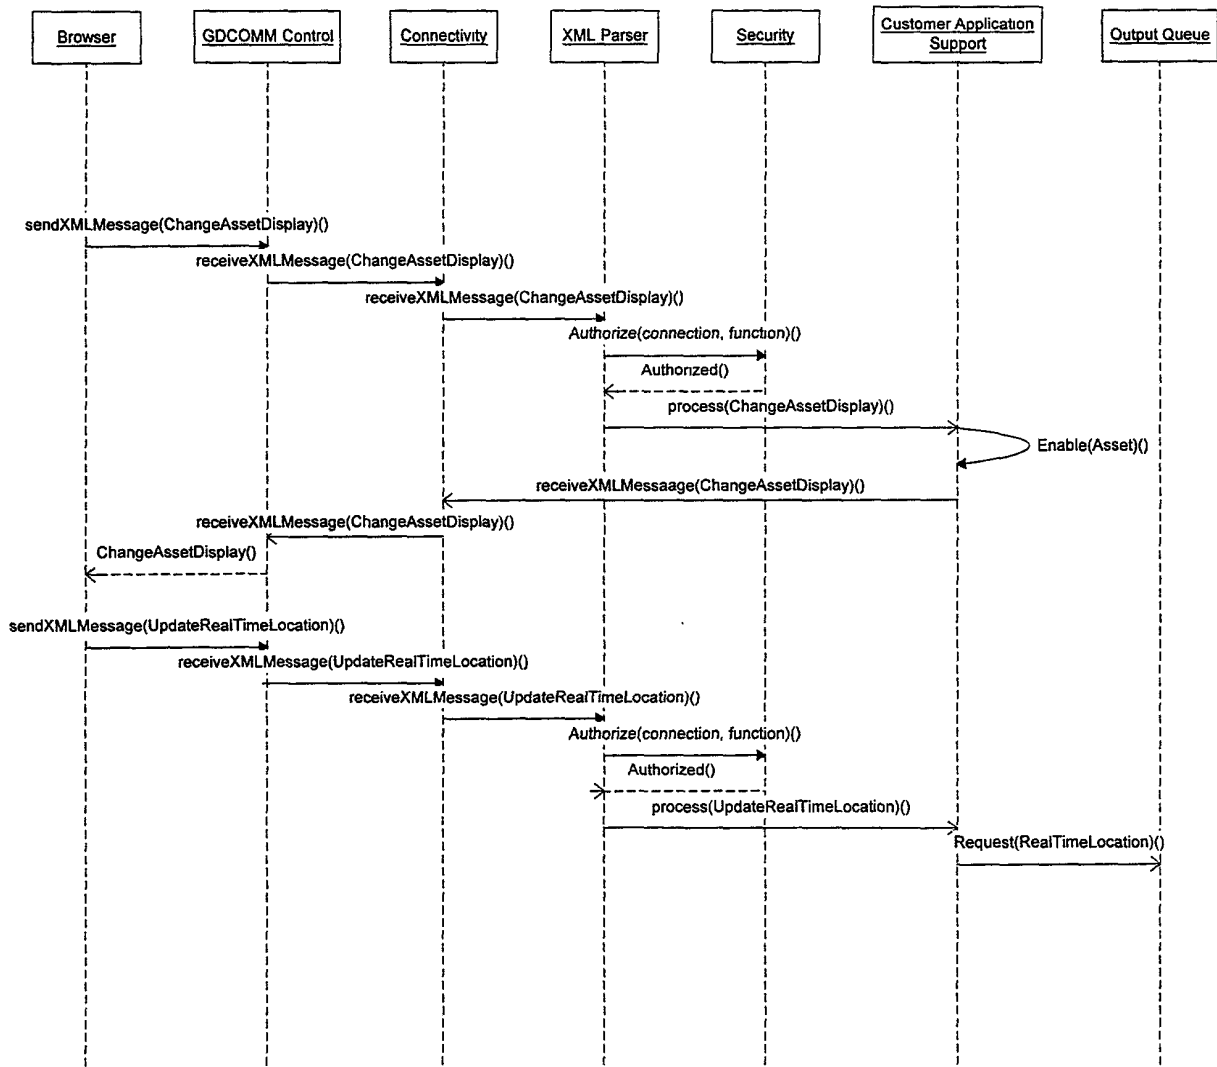 Browser
GDCOMM Control
Connectivity
XML Parser
Security
Customer Application
Support
Output Queue
sendXMLMessage(ChangeAssetDisplay)()
receiveXMLMessage(ChangeAssetDisplay)()
receiveXMLMessage(ChangeAssetDisplay)()
Authorize(connection, function)()
Authorized()
process(ChangeAssetDisplay)()
Enable(Asset)()
receiveXMLMessaage(ChangeAssetDisplay)()
receiveXMLMessage(ChangeAssetDisplay)()
ChangeAssetDisplay()
sendXMLMessage(UpdateRealTimeLocation)()
receiveXMLMessage(UpdateRealTimeLocation)()
receiveXMLMessage(UpdateRealTimeLocation)()
Authorize(connection, function)()
Authorized()
process(UpdateRealTimeLocation)()
Request(RealTimeLocation)()